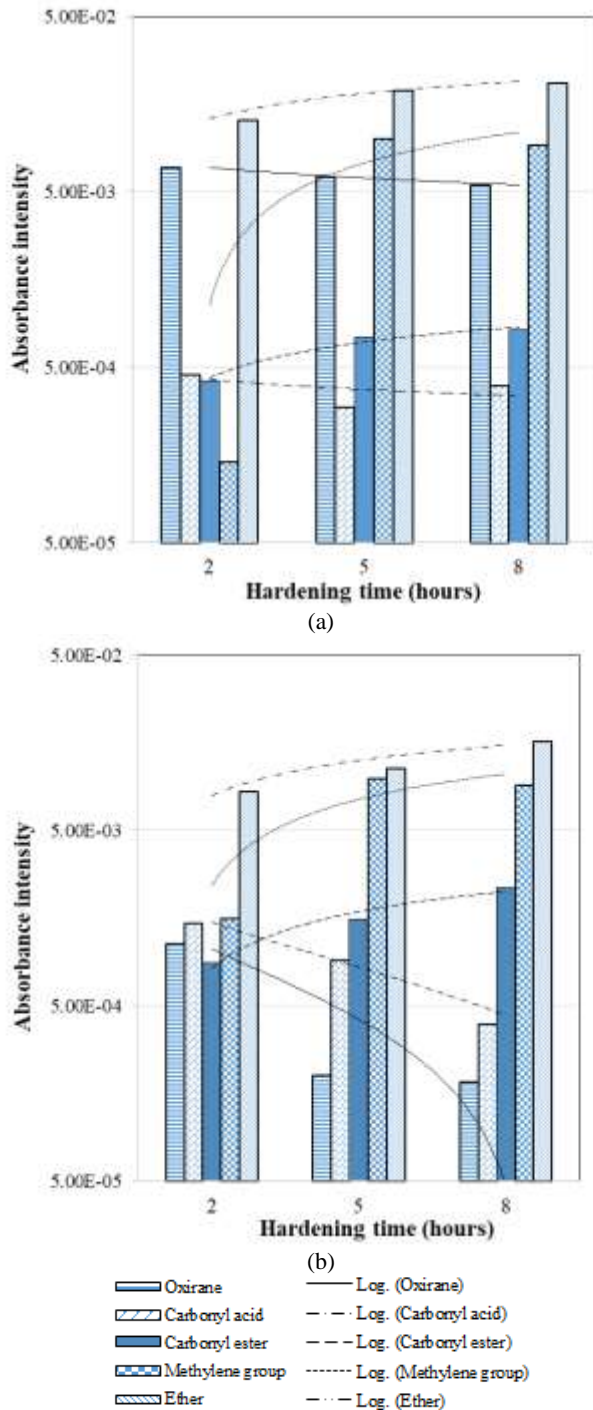 5.00E-02
5.00E-03
5.00E-04
5.00E-05
Absorbance intensity
2 5 8
Hardening time (hours)
(a)
5.00E-02
5.00E-03
5.00E-04
5.00E-05
Absorbance intensity
2 5 8
Hardening time (hours)
(b)
Oxirane Log. (Oxirane)
Carbonyl acid Log. (Carbonyl acid)
Carbonyl ester Log. (Carbonyl ester)
Methylene group Log. (Methylene group)
Ether Log. (Ether)